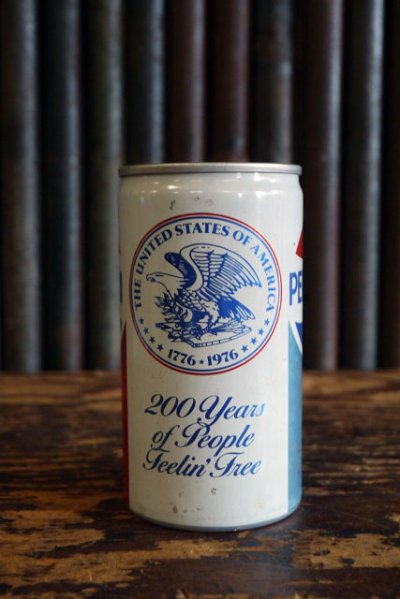 THE UNITED STATES OF AMERICA
1776 • 1976
200 Years
of People
Feelin' Free
PE